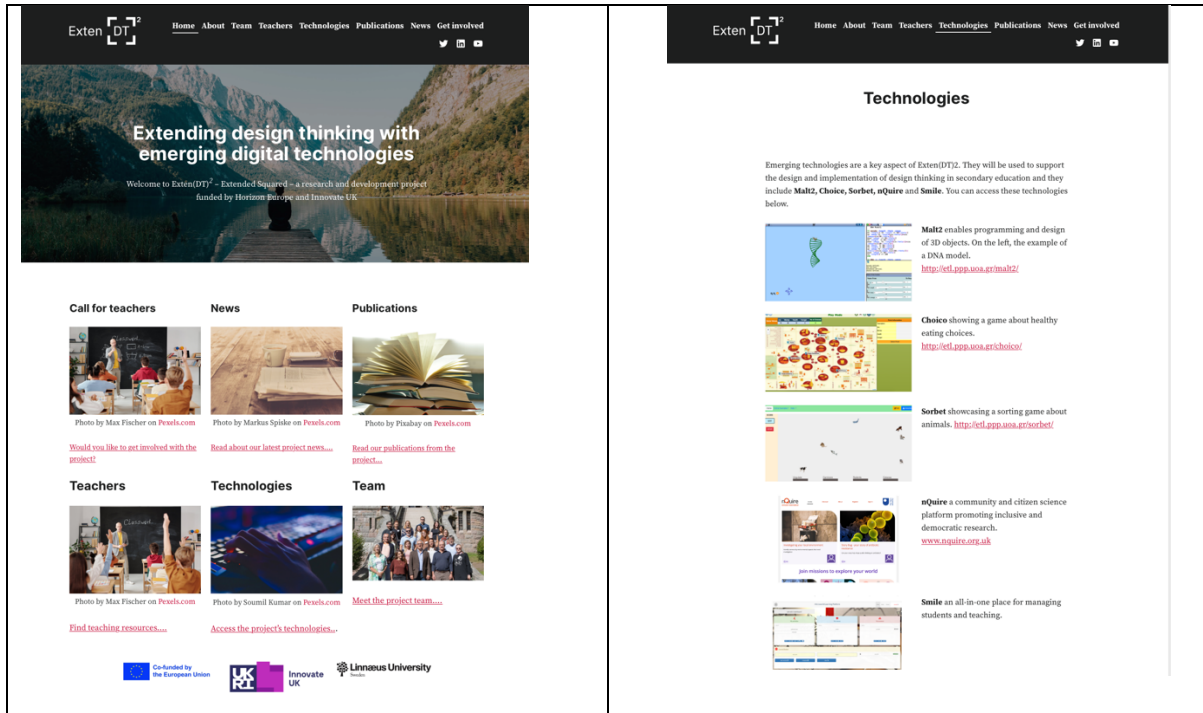 Exten DT 2
Home About Team Teachers Technologies Publications News Get involved
Extending design thinking with
emerging digital technologies
Welcome to Extén(DT)2 – Extended Squared – a research and development project
funded by Horizon Europe and Innovate UK
Call for teachers
News
Publications
Photo by Max Fischer on Pexels.com
Photo by Markus Spiske on Pexels.com
Photo by Pixabay on Pexels.com
Would you like to get involved with the
project?
Read about our latest project news....
Read our publications from the
project...
Teachers
Technologies
Team
Photo by Max Fischer on Pexels.com
Photo by Soumil Kumar on Pexels.com
Meet the project team....
Find teaching resources....
Access the project's technologies...
Co-funded by
the European Union
UKRI
Innovate
UK
Linnæus University
Sweden
Exten DT 2
Home About Team Teachers Technologies Publications News Get involved
Technologies
Emerging technologies are a key aspect of Exten(DT)2. They will be used to support
the design and implementation of design thinking in secondary education and they
include Malt2, Choice, Sorbet, nQuire and Smile. You can access these technologies
below.
Malt2 enables programming and design
of 3D objects. On the left, the example of
a DNA model.
http://etl.ppp.uoa.gr/malt2/
Choico showing a game about healthy
eating choices.
http://etl.ppp.uoa.gr/choico/
Sorbet showcasing a sorting game about
animals. http://etl.ppp.uoa.gr/sorbet/
nQuire
nQuire a community and citizen science
platform promoting inclusive and
democratic research.
www.nquire.org.uk
Join missions to explore your world
Smile an all-in-one place for managing
students and teaching.